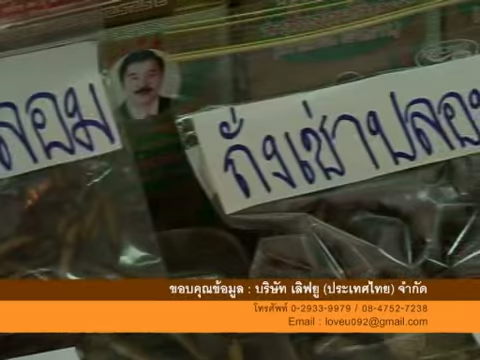 ลอม
ถั่งเช่าปลอม
ขอบคุณข้อมูล : บริษัท เลิฟยู (ประเทศไทย) จำกัด
โทรศัพท์ 0-2933-9979 / 08-4752-7238
Email : loveu092@gmail.com